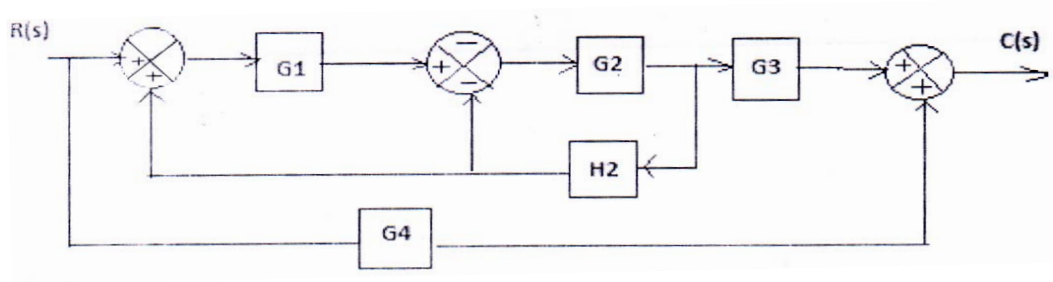 R(s)
C(s)
+
+
G1
−
+
−
G2
G3
+
+
H2
G4